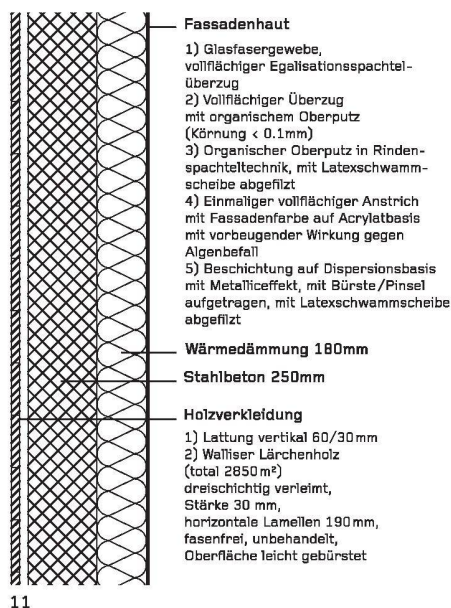 Fassadenhaut
1) Glasfasergewebe,
vollflächiger Egalisationsspachtel-
überzug
2) Vollflächiger Überzug
mit organischem Oberputz
(Körnung < 0.1mm)
3) Organischer Oberputz in Rinden-
spachteltechnik, mit Latexschwamm-
scheibe abgefilzt
4) Einmaliger vollflächiger Anstrich
mit Fassadenfarbe auf Acrylatbasis
mit vorbeugender Wirkung gegen
Algenbefall
5) Beschichtung auf Dispersionsbasis
mit Metalliceffekt, mit Bürste/Pinsel
aufgetragen, mit Latexschwammscheibe
abgefilzt
Wärmedämmung 180mm
Stahlbeton 250mm
Holzverkleidung
1) Lattung vertikal 60/30mm
2) Walliser Lärchenholz
(total 2850m²)
dreischichtig verleimt,
Stärke 30 mm,
horizontale Lamellen 190mm,
fasenfrei, unbehandelt,
Oberfläche leicht gebürstet
11